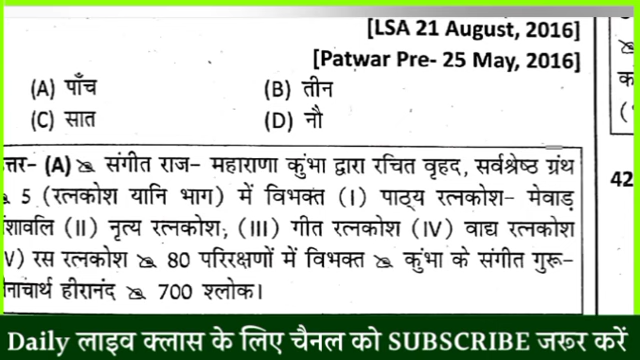 [LSA 21 August, 2016]
[Patwar Pre- 25 May, 2016]
(A) पाँच (B) तीन
(C) सात (D) नौ
त्तर- (A) संगीत राज- महाराणा कुंभा द्वारा रचित वृहद, सर्वश्रेष्ठ ग्रंथ
5 (रत्नकोश यानि भाग) में विभक्त (I) पाठ्य रत्नकोश- मेवाड़
शावलि (II) नृत्य रत्नकोश, (III) गीत रत्नकोश (IV) वाद्य रत्नकोश
V) रस रत्नकोश 80 परिरक्षणों में विभक्त कुंभा के संगीत गुरू-
नाचार्थ हीरानंद 700 श्लोक।
42
Daily लाइव क्लास के लिए चैनल को SUBSCRIBE जरूर करें